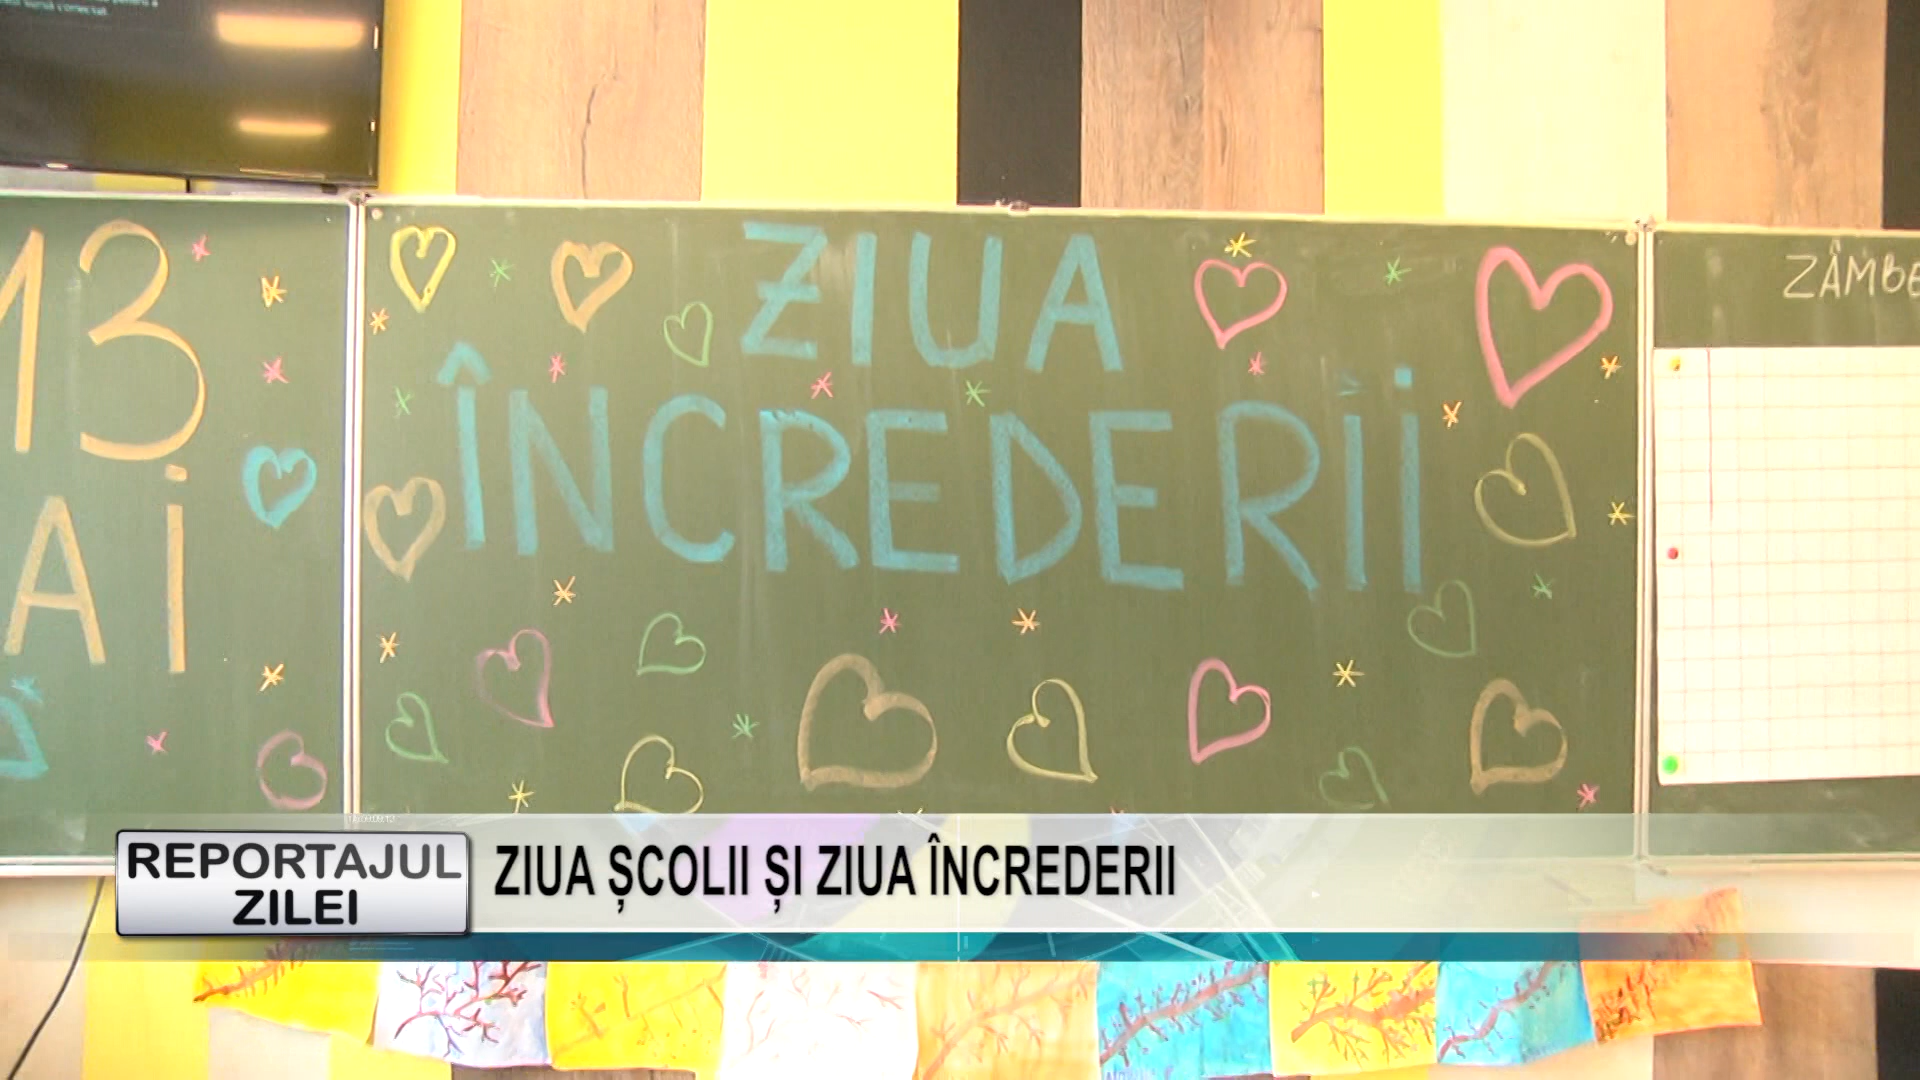 13
AI
ZIUA
ÎNCREDERII
ZÂMBE
REPORTAJUL
ZILEI
ZIUA ȘCOLII ȘI ZIUA ÎNCREDERII